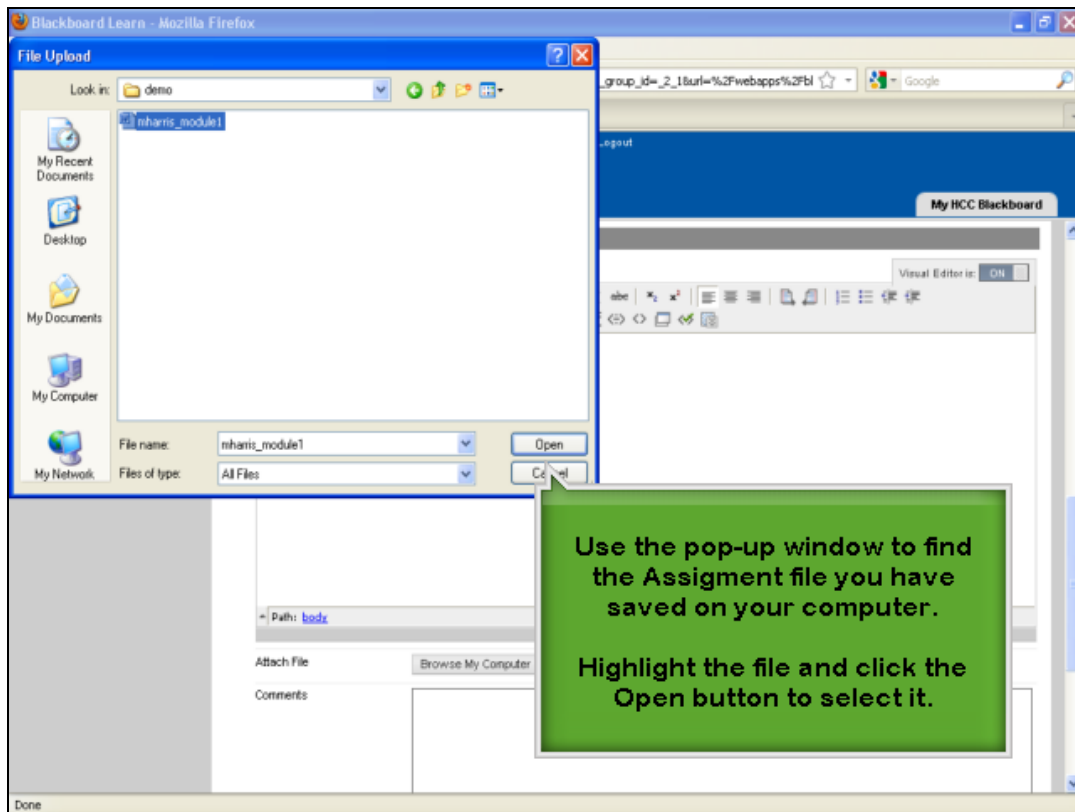 Blackboard Learn - Mozilla Firefox
File Upload
Look in: demo
_group_id=_2_1&url=%2Fwebapps%2Fbl
Google
mharris_module1
Logout
My Recent
Documents
My HCC Blackboard
Desktop
Visual Editor is: ON
abc
My Documents
My Computer
File name: mharris_module1 Open
My Network Files of type: All Files Cancel
Use the pop-up window to find
the Assigment file you have
saved on your computer.
Highlight the file and click the
Open button to select it.
Path: body
Attach File Browse My Computer
Comments
Done